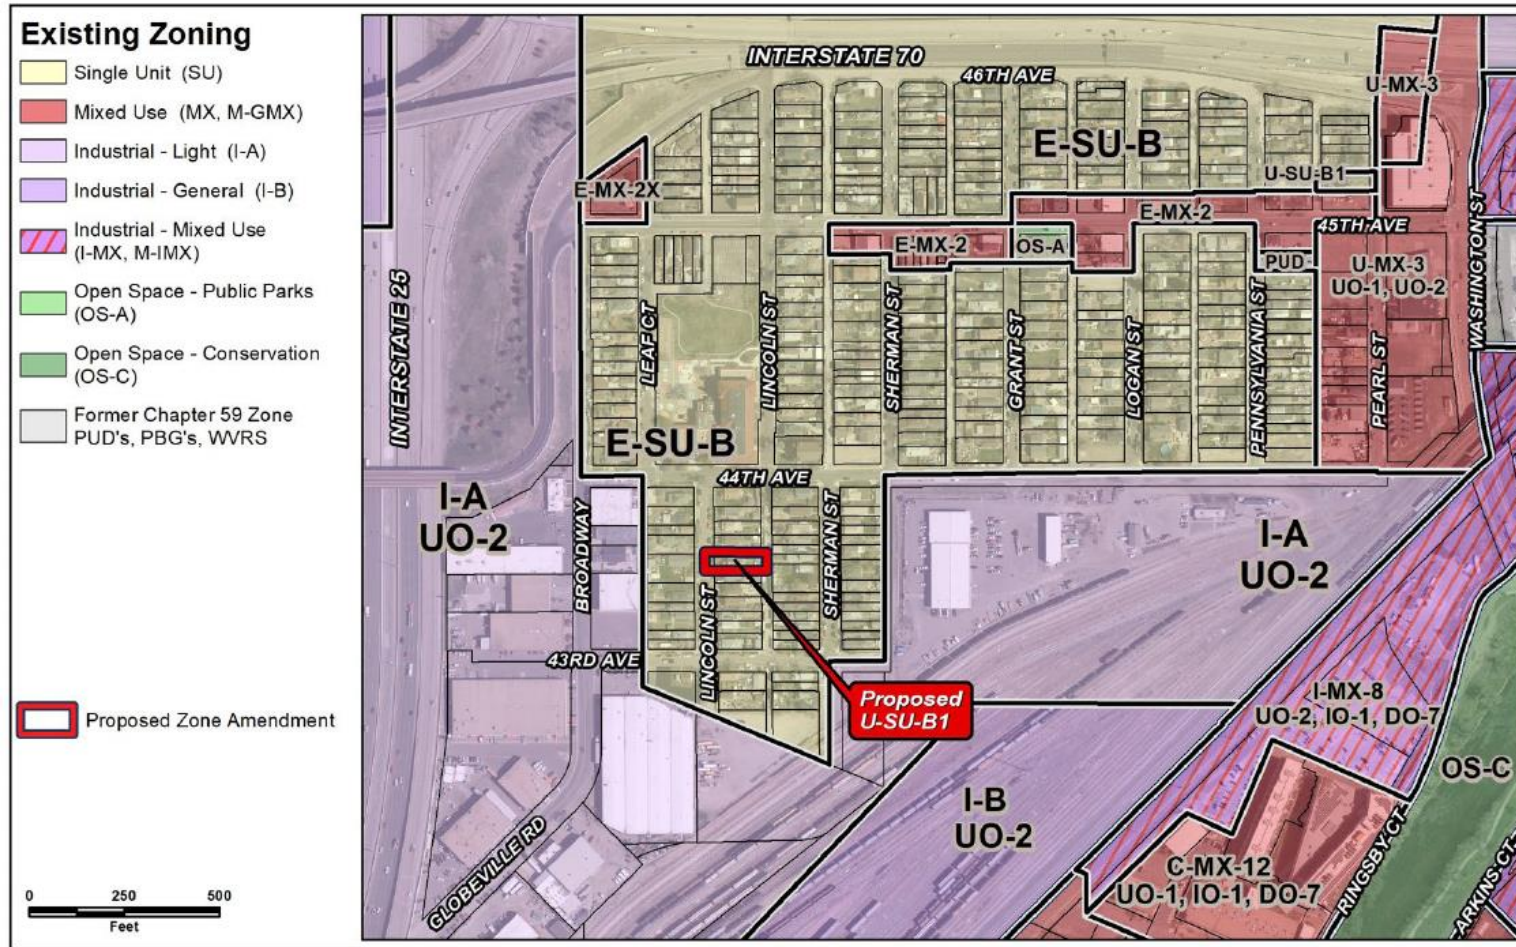 Existing Zoning
Single Unit (SU)
Mixed Use (MX, M-GMX)
Industrial - Light (I-A)
Industrial - General (I-B)
Industrial - Mixed Use
(I-MX, M-IMX)
Open Space - Public Parks
(OS-A)
Open Space - Conservation
(OS-C)
Former Chapter 59 Zone
PUD's, PBG's, WVRS
Proposed Zone Amendment
0 250 500
Feet
INTERSTATE 70
46TH AVE
U-MX-3
E-SU-B
U-SU-B1
E-MX-2X
E-MX-2
45TH AVE
WASHINGTON ST
E-MX-2
OS-A
PUD
U-MX-3
UO-1, UO-2
INTERSTATE 25
LEAF CT
LINCOLN ST
SHERMAN ST
GRANT ST
LOGAN ST
PENNSYLVANIA ST
PEARL ST
E-SU-B
44TH AVE
I-A
UO-2
BROADWAY
SHERMAN ST
I-A
UO-2
LINCOLN ST
43RD AVE
Proposed
U-SU-B1
I-MX-8
UO-2, IO-1, DO-7
OS-C
I-B
UO-2
C-MX-12
UO-1, IO-1, DO-7
GLOBEVILLE RD
RINGSBY CT
ARKINS CT